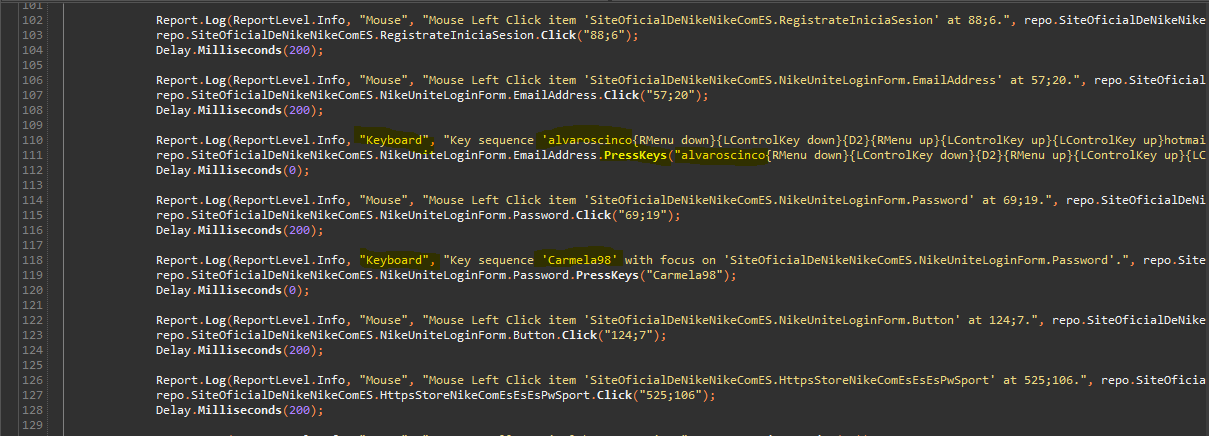 101
102 Report.Log(ReportLevel.Info, "Mouse", "Mouse Left Click item 'SiteOficialDeNikeNikeComES.RegistrateIniciaSesion' at 88;6.", repo.SiteOficialDeNikeNike
103 repo.SiteOficialDeNikeNikeComES.RegistrateIniciaSesion.Click("88;6");
104 Delay.Milliseconds(200);
105
106 Report.Log(ReportLevel.Info, "Mouse", "Mouse Left Click item 'SiteOficialDeNikeNikeComES.NikeUniteLoginForm.EmailAddress' at 57;20.", repo.SiteOficial
107 repo.SiteOficialDeNikeNikeComES.NikeUniteLoginForm.EmailAddress.Click("57;20");
108 Delay.Milliseconds(200);
109
110 Report.Log(ReportLevel.Info, "Keyboard", "Key sequence 'alvaroscinco{RMenu down}{LControlKey down}{D2}{RMenu up}{LControlKey up}{LControlKey up}hotmai
111 repo.SiteOficialDeNikeNikeComES.NikeUniteLoginForm.EmailAddress.PressKeys("alvaroscinco{RMenu down}{LControlKey down}{D2}{RMenu up}{LControlKey up}{LC
112 Delay.Milliseconds(0);
113
114 Report.Log(ReportLevel.Info, "Mouse", "Mouse Left Click item 'SiteOficialDeNikeNikeComES.NikeUniteLoginForm.Password' at 69;19.", repo.SiteOficialDeNi
115 repo.SiteOficialDeNikeNikeComES.NikeUniteLoginForm.Password.Click("69;19");
116 Delay.Milliseconds(200);
117
118 Report.Log(ReportLevel.Info, "Keyboard", "Key sequence 'Carmela98' with focus on 'SiteOficialDeNikeNikeComES.NikeUniteLoginForm.Password'.", repo.Site
119 repo.SiteOficialDeNikeNikeComES.NikeUniteLoginForm.Password.PressKeys("Carmela98");
120 Delay.Milliseconds(0);
121
122 Report.Log(ReportLevel.Info, "Mouse", "Mouse Left Click item 'SiteOficialDeNikeNikeComES.NikeUniteLoginForm.Button' at 124;7.", repo.SiteOficialDeNike
123 repo.SiteOficialDeNikeNikeComES.NikeUniteLoginForm.Button.Click("124;7");
124 Delay.Milliseconds(200);
125
126 Report.Log(ReportLevel.Info, "Mouse", "Mouse Left Click item 'SiteOficialDeNikeNikeComES.HttpsStoreNikeComEsEsEsPwSport' at 525;106.", repo.SiteOficia
127 repo.SiteOficialDeNikeNikeComES.HttpsStoreNikeComEsEsEsPwSport.Click("525;106");
128 Delay.Milliseconds(200);
129